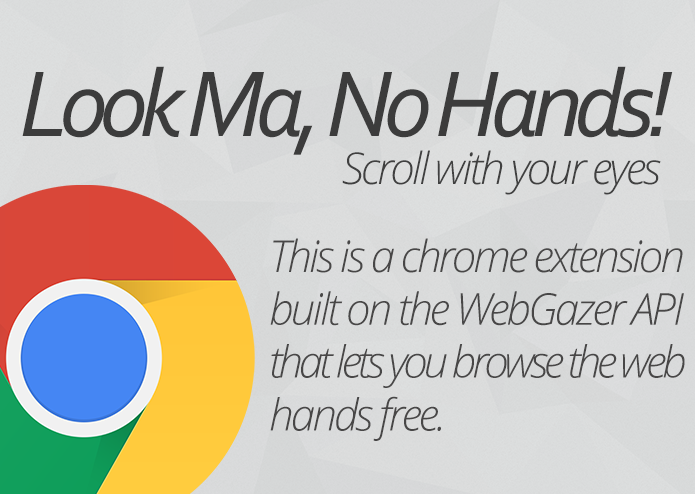 Look Ma, No Hands!
Scroll with your eyes
This is a chrome extension
built on the WebGazer API
that lets you browse the web
hands free.